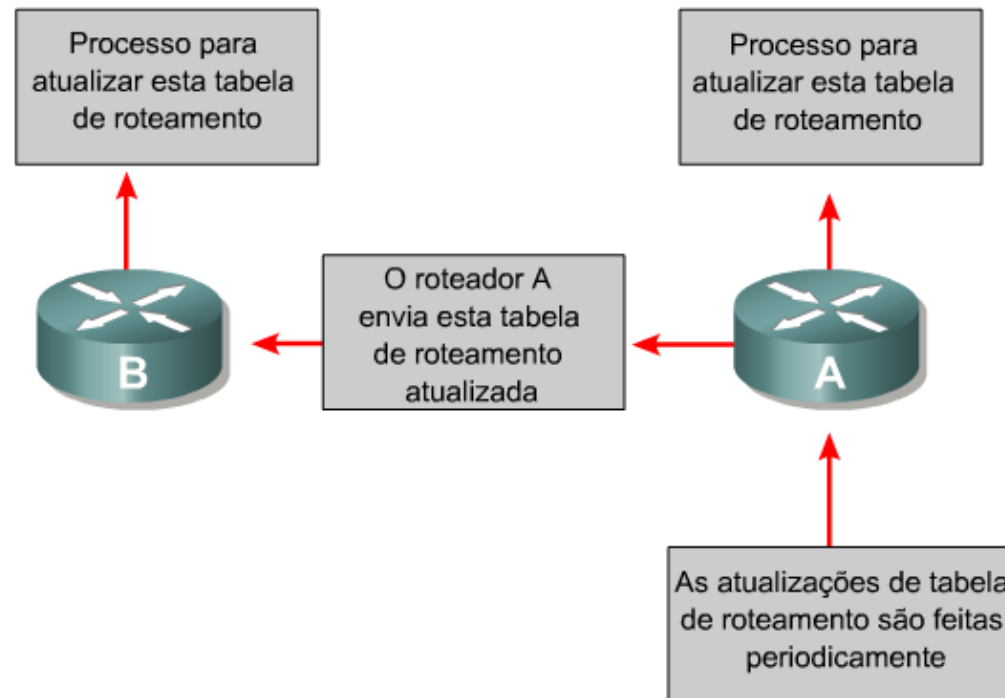 Processo para
atualizar esta tabela
de roteamento
Processo para
atualizar esta tabela
de roteamento
B
O roteador A
envia esta tabela
de roteamento
atualizada
A
As atualizações de tabela
de roteamento são feitas
periodicamente